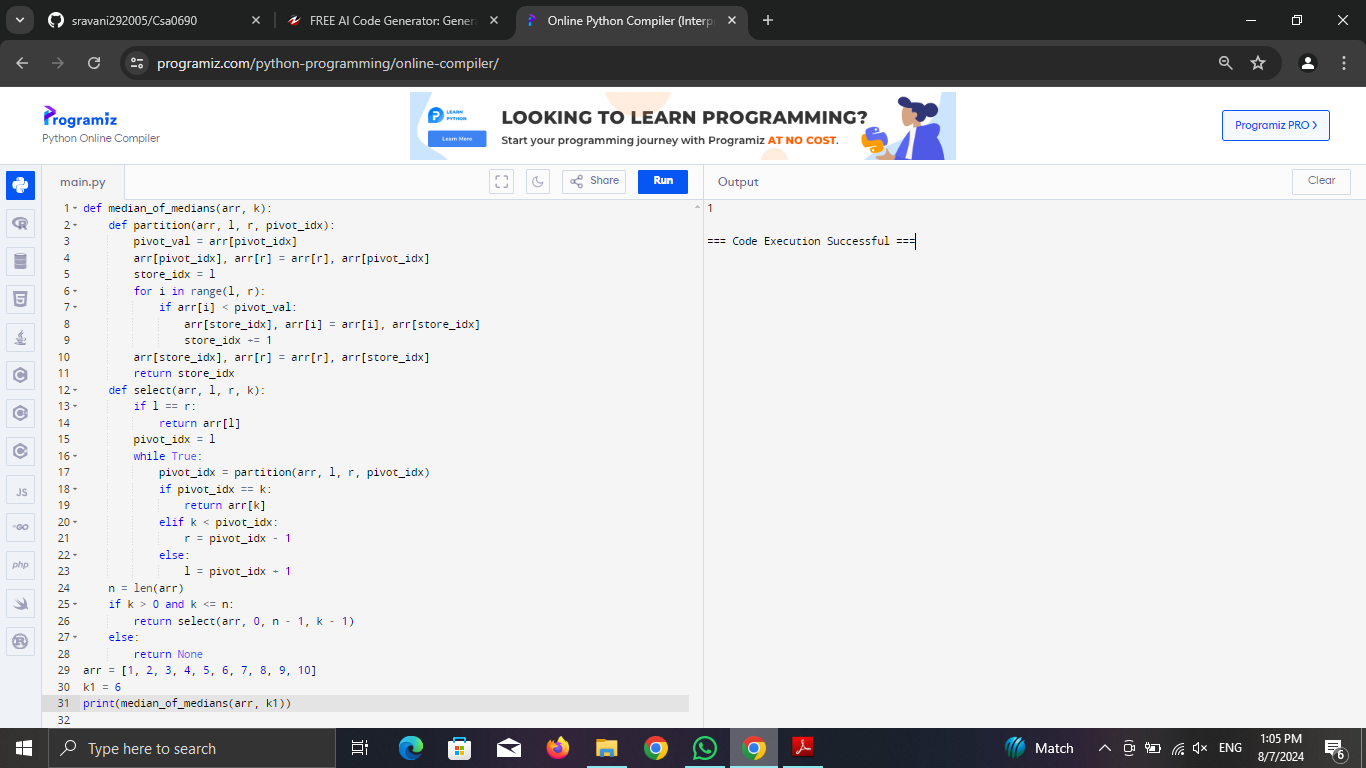 sravani292005/Csa0690
FREE AI Code Generator: Gener
Online Python Compiler (Interp
programiz.com/python-programming/online-compiler/
Programiz
Python Online Compiler
LEARN
PYTHON
Learn More
LOOKING TO LEARN PROGRAMMING?
Start your programming journey with Programiz AT NO COST.
Programiz PRO >
main.py
Share
Run
Output
Clear
1 def median_of_medians(arr, k):
2     def partition(arr, l, r, pivot_idx):
3         pivot_val = arr[pivot_idx]
4         arr[pivot_idx], arr[r] = arr[r], arr[pivot_idx]
5         store_idx = l
6         for i in range(l, r):
7             if arr[i] < pivot_val:
8                 arr[store_idx], arr[i] = arr[i], arr[store_idx]
9                 store_idx += 1
10         arr[store_idx], arr[r] = arr[r], arr[store_idx]
11         return store_idx
12     def select(arr, l, r, k):
13         if l == r:
14             return arr[l]
15         pivot_idx = l
16         while True:
17             pivot_idx = partition(arr, l, r, pivot_idx)
18             if pivot_idx == k:
19                 return arr[k]
20             elif k < pivot_idx:
21                 r = pivot_idx - 1
22             else:
23                 l = pivot_idx + 1
24     n = len(arr)
25     if k > 0 and k <= n:
26         return select(arr, 0, n - 1, k - 1)
27     else:
28         return None
29 arr = [1, 2, 3, 4, 5, 6, 7, 8, 9, 10]
30 k1 = 6
31 print(median_of_medians(arr, k1))
32
1
=== Code Execution Successful ===
R
5
C
C
C
JS
GO
php
Type here to search
Match
ENG
1:05 PM
8/7/2024
6